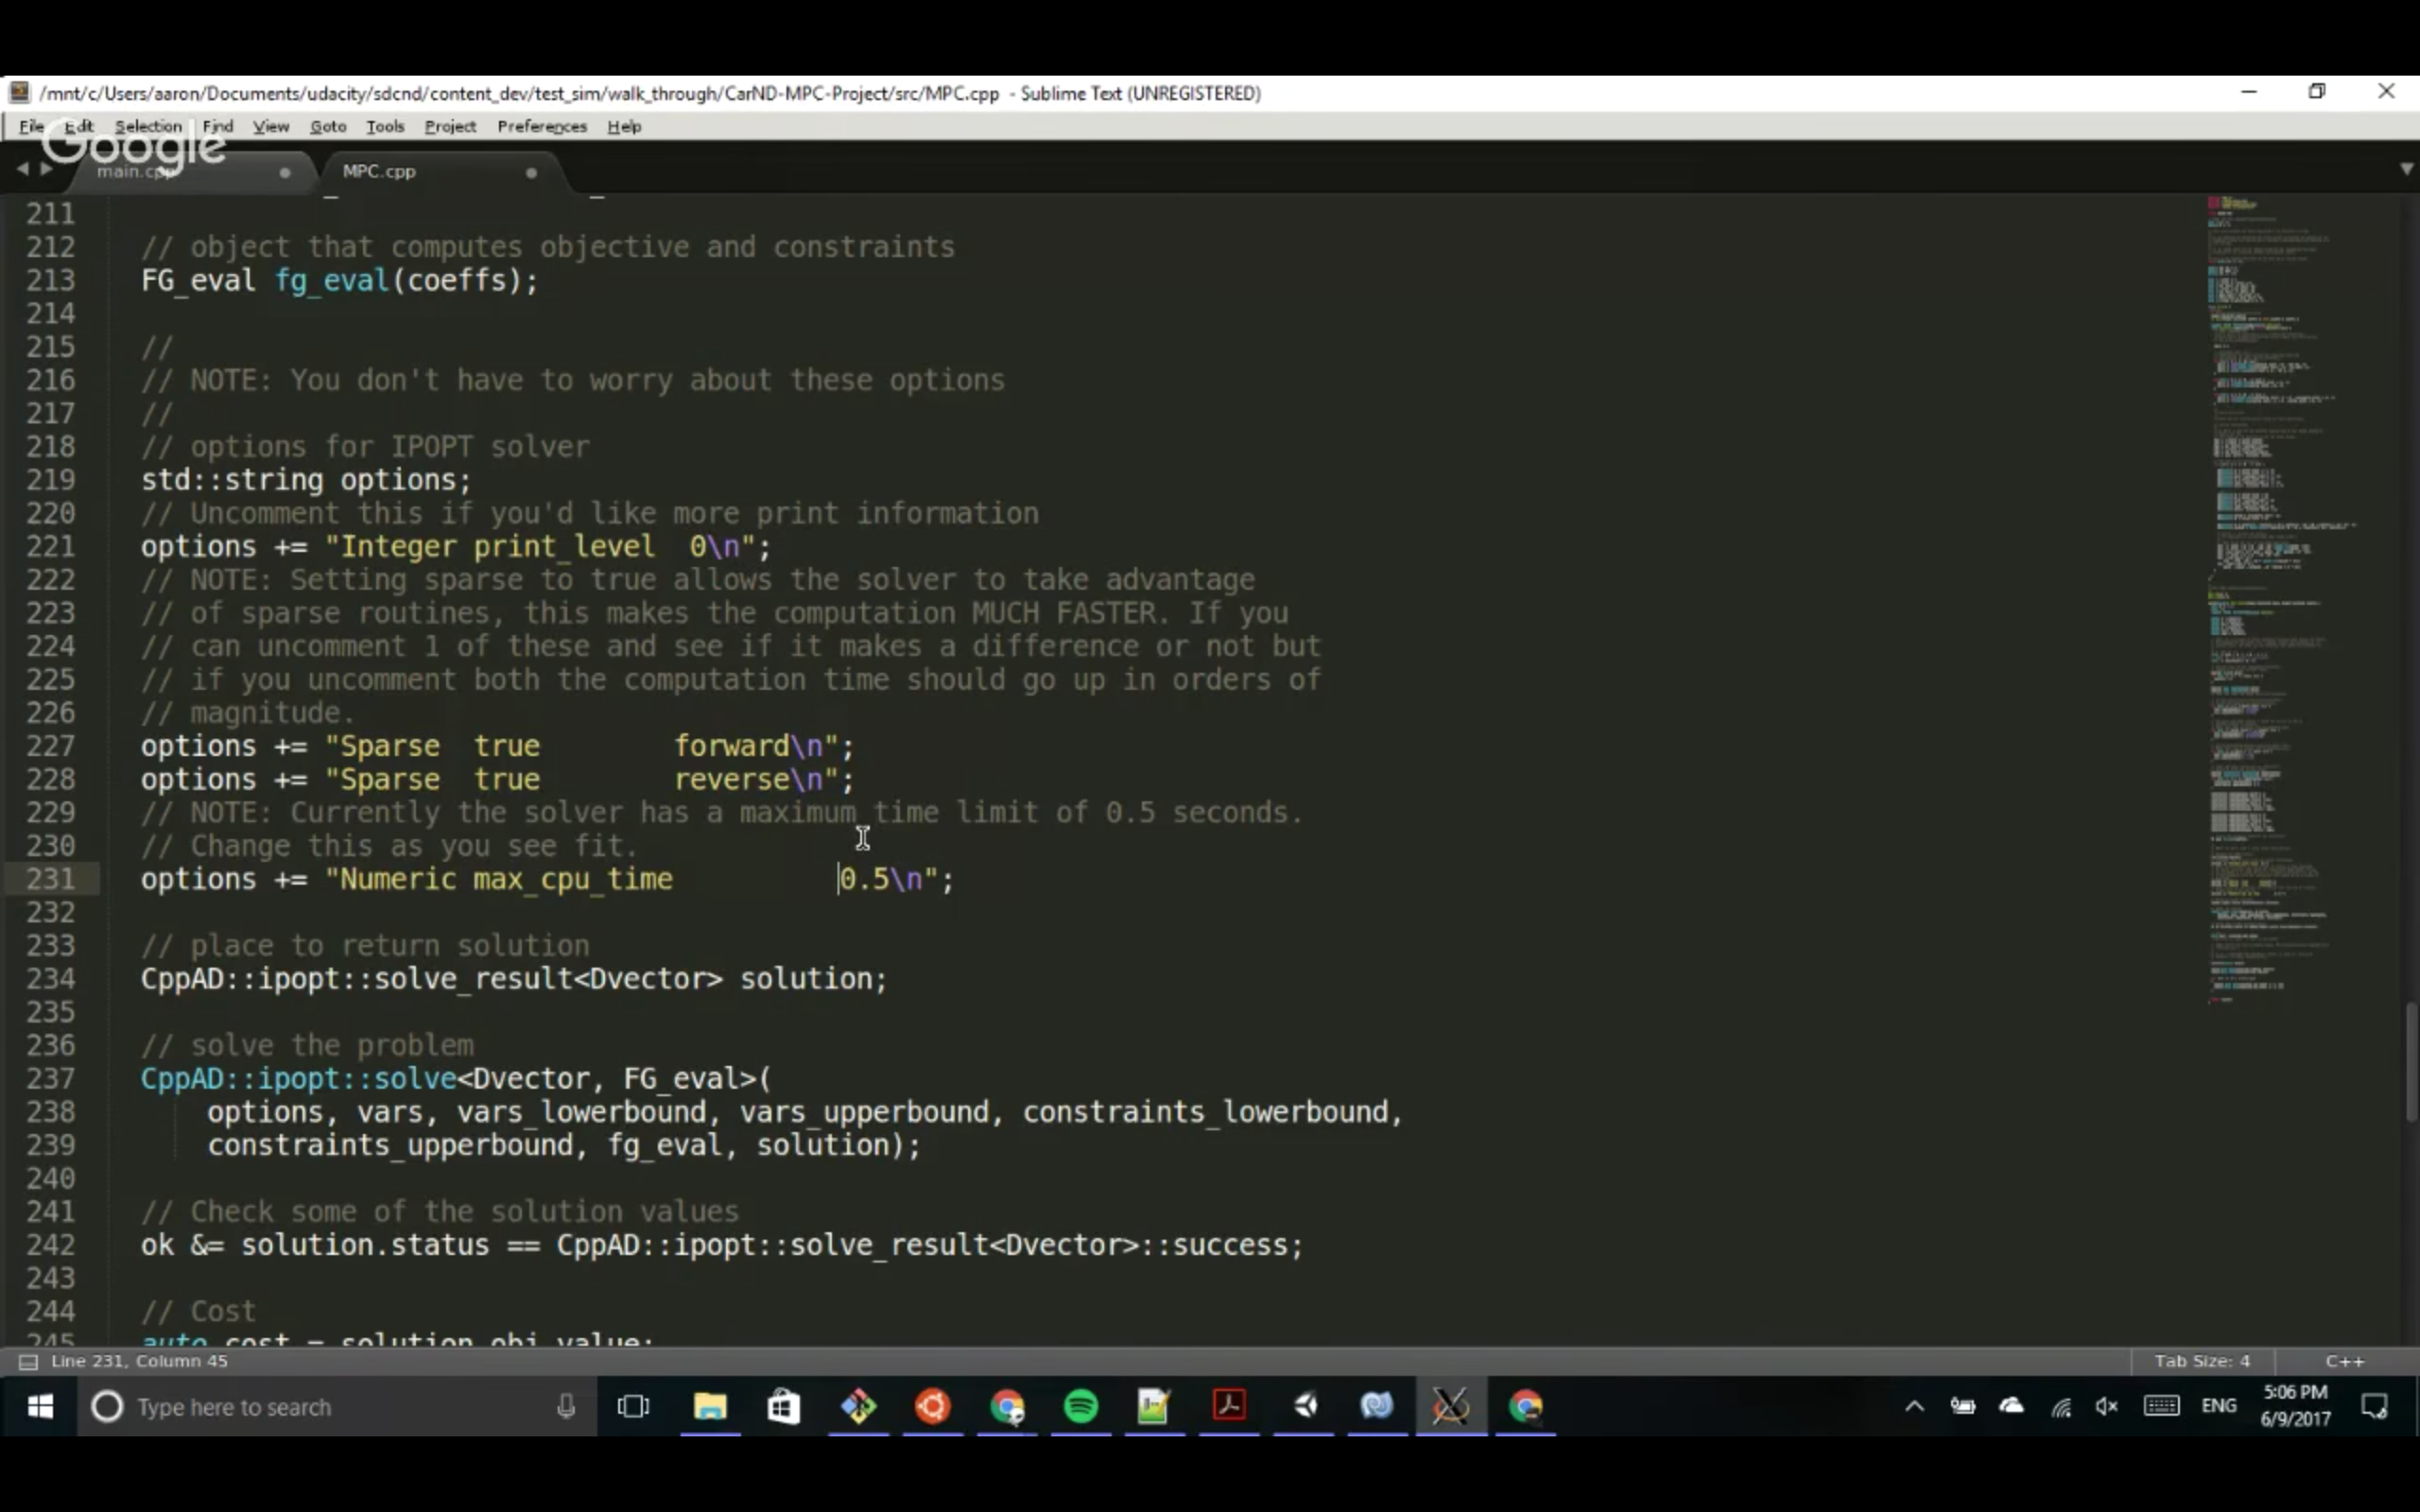 /mnt/c/Users/aaron/Documents/udacity/sdcnd/content_dev/test_sim/walk_through/CarND-MPC-Project/src/MPC.cpp - Sublime Text (UNREGISTERED)
File Edit Selection Find View Goto Tools Project Preferences Help
Google
main.cpp MPC.cpp
211
212 // object that computes objective and constraints
213 FG_eval fg_eval(coeffs);
214
215 //
216 // NOTE: You don't have to worry about these options
217 //
218 // options for IPOPT solver
219 std::string options;
220 // Uncomment this if you'd like more print information
221 options += "Integer print_level  0\n";
222 // NOTE: Setting sparse to true allows the solver to take advantage
223 // of sparse routines, this makes the computation MUCH FASTER. If you
224 // can uncomment 1 of these and see if it makes a difference or not but
225 // if you uncomment both the computation time should go up in orders of
226 // magnitude.
227 options += "Sparse  true        forward\n";
228 options += "Sparse  true        reverse\n";
229 // NOTE: Currently the solver has a maximum time limit of 0.5 seconds.
230 // Change this as you see fit.
231 options += "Numeric max_cpu_time          0.5\n";
232
233 // place to return solution
234 CppAD::ipopt::solve_result<Dvector> solution;
235
236 // solve the problem
237 CppAD::ipopt::solve<Dvector, FG_eval>(
238     options, vars, vars_lowerbound, vars_upperbound, constraints_lowerbound,
239     constraints_upperbound, fg_eval, solution);
240
241 // Check some of the solution values
242 ok &= solution.status == CppAD::ipopt::solve_result<Dvector>::success;
243
244 // Cost
245 auto cost = solution.obj_value;
Line 231, Column 45 Tab Size: 4 C++
Type here to search ENG 5:06 PM
6/9/2017